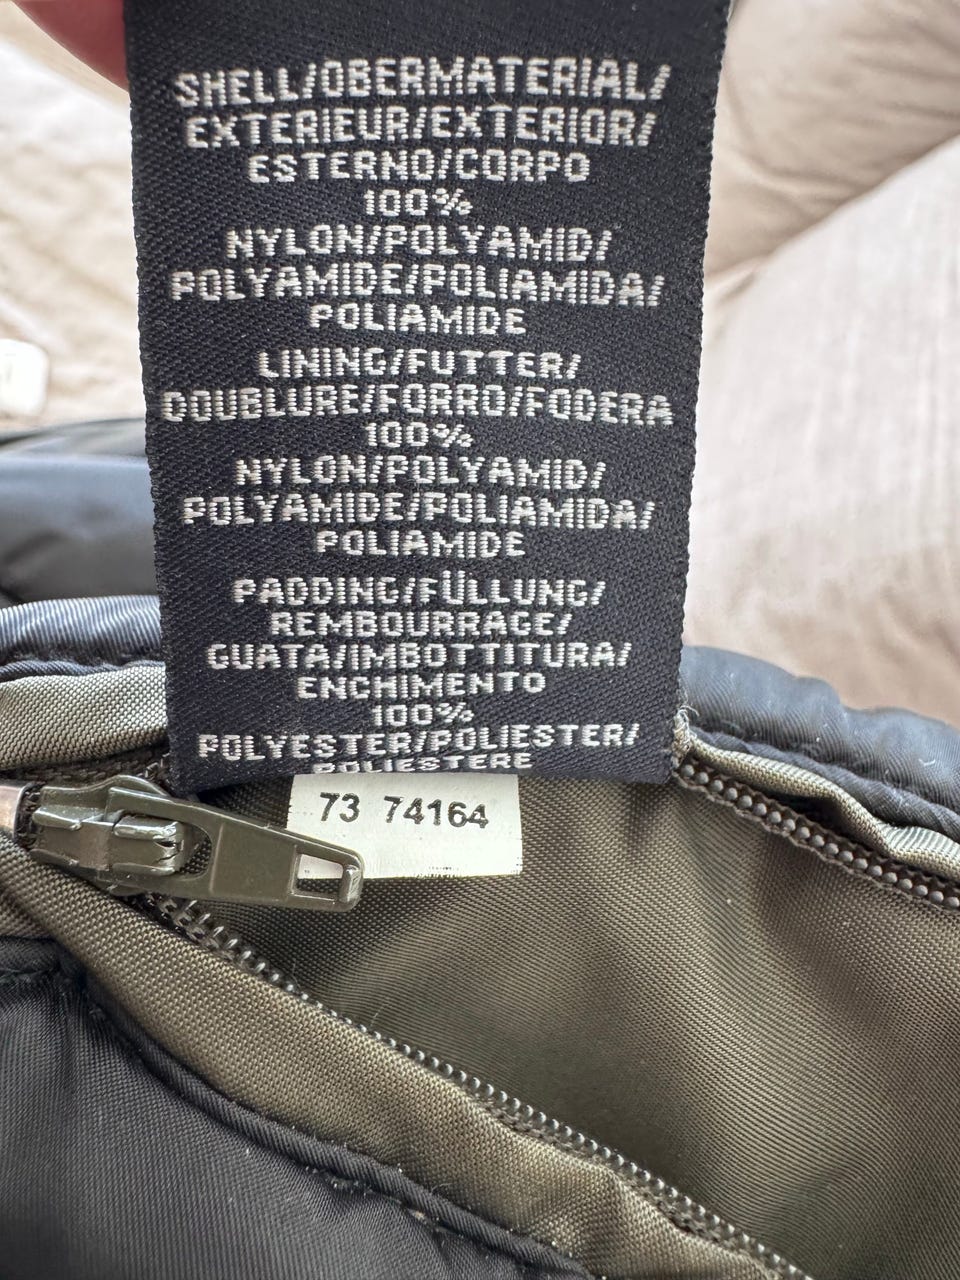 SHELL/OBERMATERIAL/
EXTERIEUR/EXTERIOR/
ESTERNO/CORPO
100%
NYLON/POLYAMID/
POLYAMIDE/POLIAMIDA/
POLIAMIDE
LINING/FUTTER/
DOUBLURE/FORRO/FODERA
100%
NYLON/POLYAMID/
POLYAMIDE/POLIAMIDA/
POLIAMIDE
PADDING/FÜLLUNG/
REMBOURRAGE/
GUATA/IMBOTTITURA/
ENCHIMENTO
100%
POLYESTER/POLIESTER/
POLIESTERE
73 74164